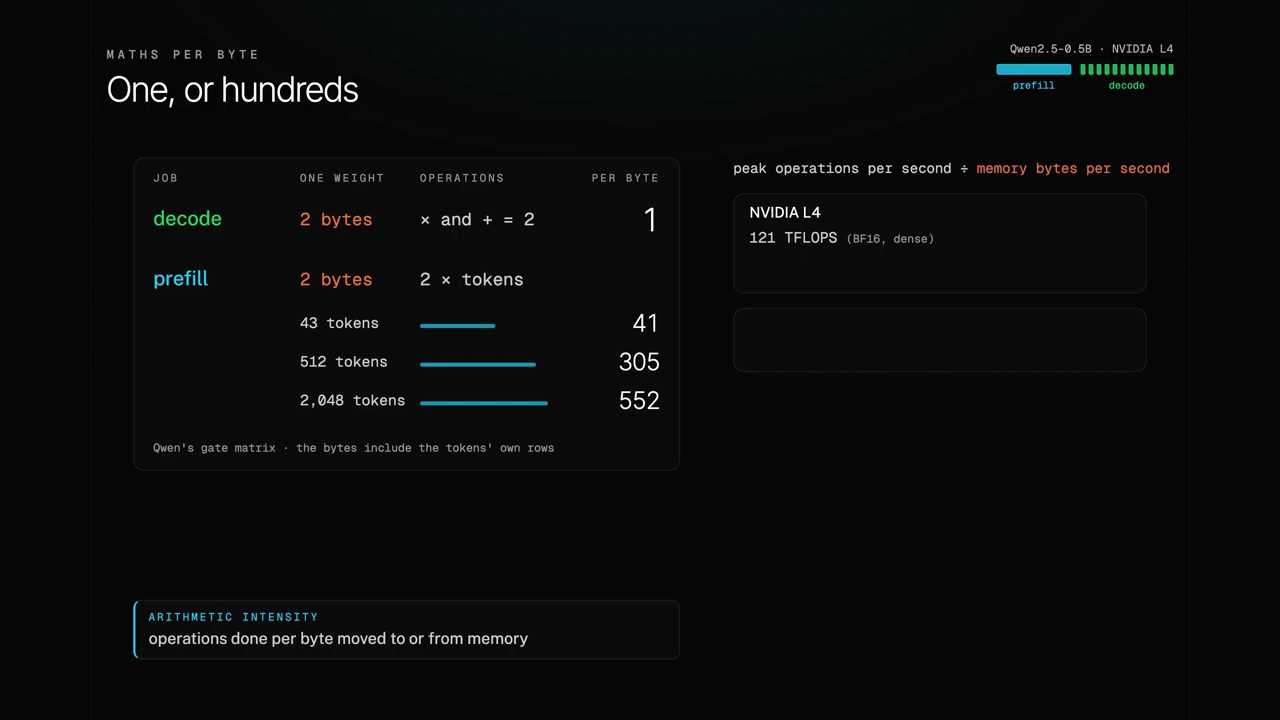 MATHS PER BYTE
One, or hundreds
Qwen2.5-0.5B · NVIDIA L4
prefill decode
JOB ONE WEIGHT OPERATIONS PER BYTE
decode 2 bytes × and + = 2 1
prefill 2 bytes 2 × tokens
43 tokens 41
512 tokens 305
2,048 tokens 552
Qwen's gate matrix · the bytes include the tokens' own rows
peak operations per second ÷ memory bytes per second
NVIDIA L4
121 TFLOPS (BF16, dense)
ARITHMETIC INTENSITY
operations done per byte moved to or from memory